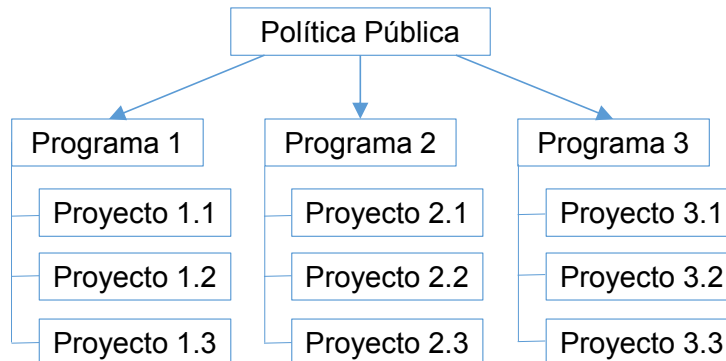 Política Pública
Programa 1
Programa 2
Programa 3
Proyecto 1.1
Proyecto 2.1
Proyecto 3.1
Proyecto 1.2
Proyecto 2.2
Proyecto 3.2
Proyecto 1.3
Proyecto 2.3
Proyecto 3.3